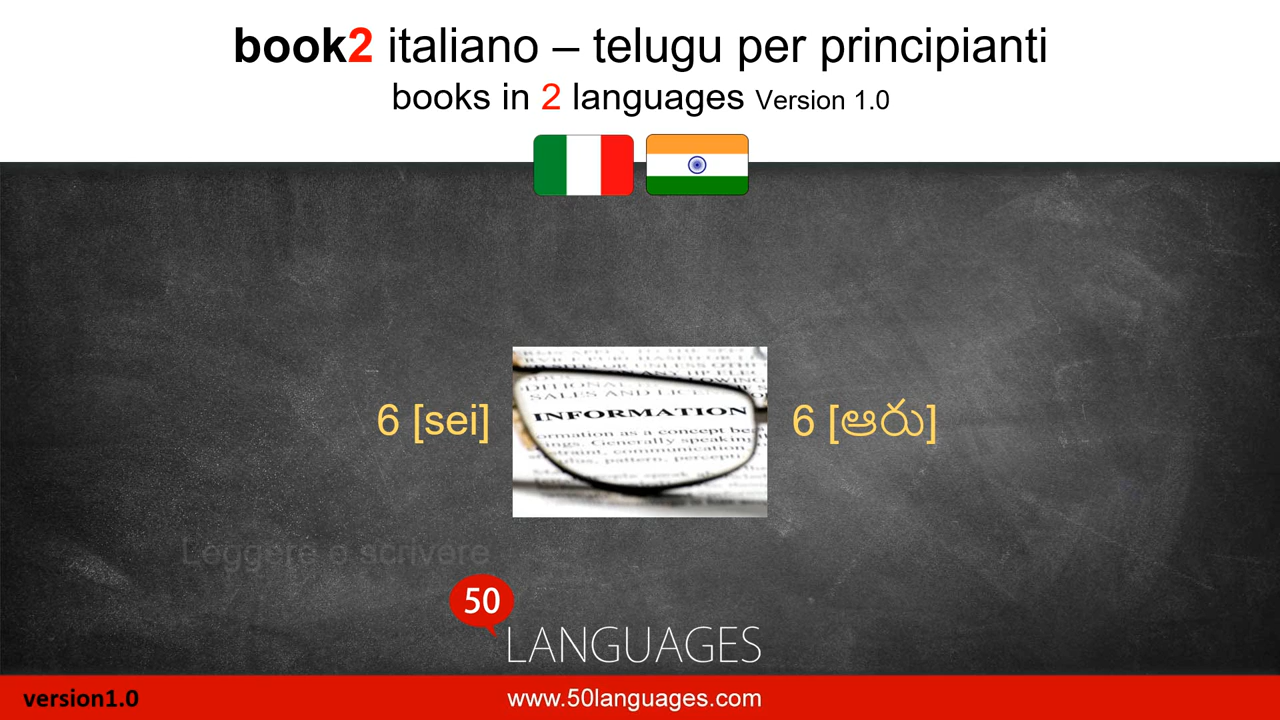 book2 italiano – telugu per principianti
books in 2 languages Version 1.0
6 [sei]
INFORMATION
6 [ఆరు]
Leggere e scrivere
50
LANGUAGES
version1.0
www.50languages.com